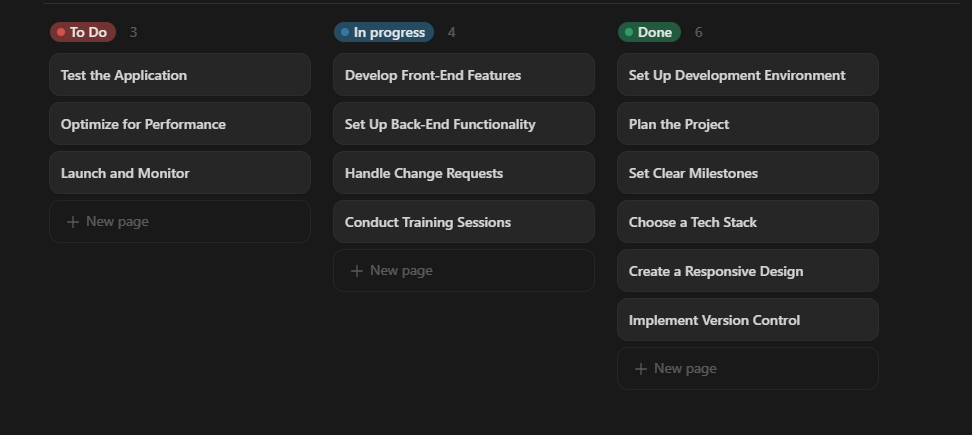 To Do 3
Test the Application
Optimize for Performance
Launch and Monitor
+ New page
In progress 4
Develop Front-End Features
Set Up Back-End Functionality
Handle Change Requests
Conduct Training Sessions
+ New page
Done 6
Set Up Development Environment
Plan the Project
Set Clear Milestones
Choose a Tech Stack
Create a Responsive Design
Implement Version Control
+ New page